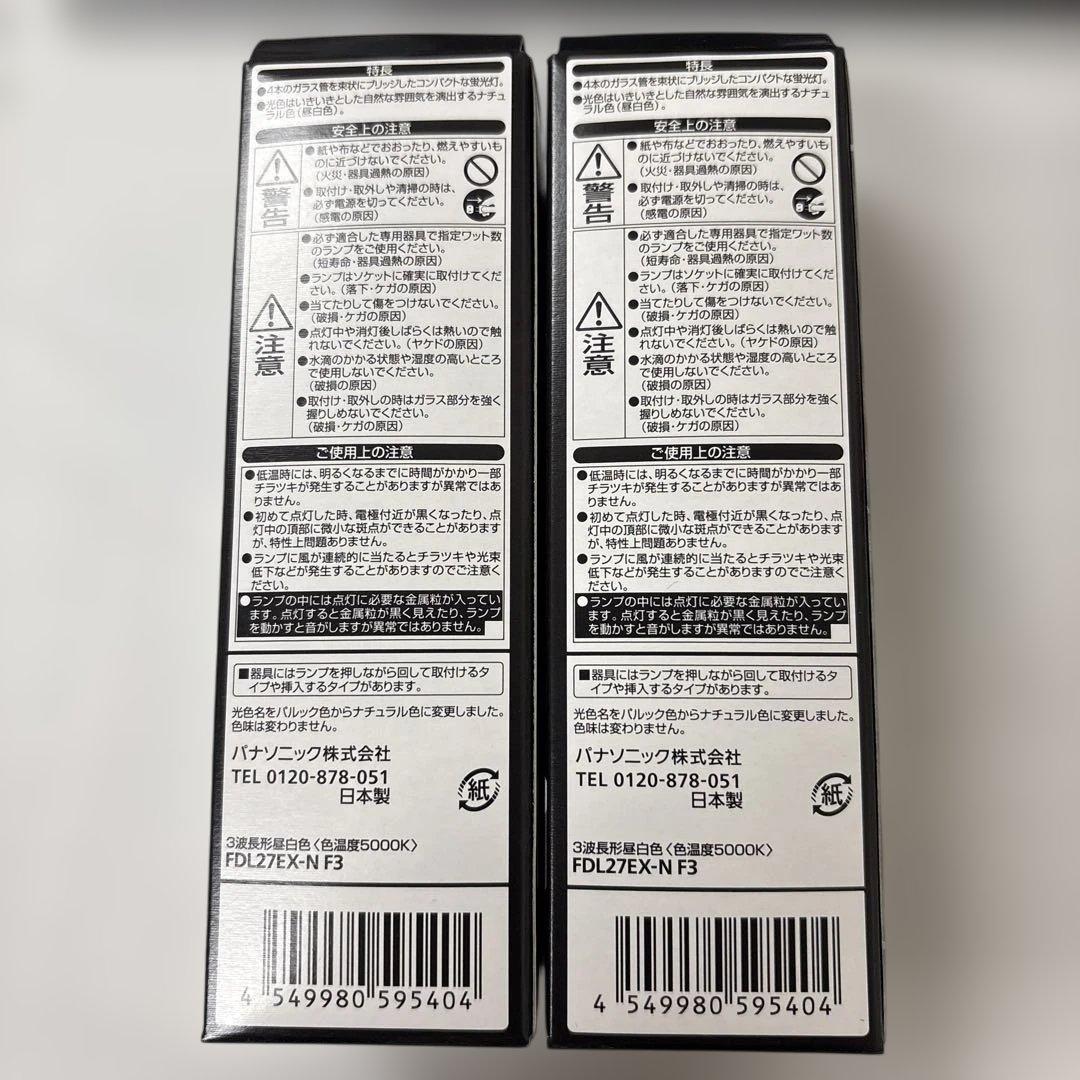 特長
●4本のガラス管を束状にブリッジしたコンパクトな蛍光灯。
●光色はいきいきとした自然な雰囲気を演出するナチュ
ラル色(昼白色)。
安全上の注意
警告
●紙や布などでおおったり、燃えやすいも
のに近づけないでください。
(火災・器具過熱の原因)
●取付け・取外しや清掃の時は、
必ず電源を切ってください。
(感電の原因)
注意
●必ず適合した専用器具で指定ワット数
のランプをご使用ください。
(短寿命・器具過熱の原因)
●ランプはソケットに確実に取付けてくだ
さい。(落下・ケガの原因)
●当てたりして傷をつけないでください。
(破損・ケガの原因)
●点灯中や消灯後しばらくは熱いので触
れないでください。(ヤケドの原因)
●水滴のかかる状態や湿度の高いところ
で使用しないでください。
(破損の原因)
●取付け・取外しの時はガラス部分を強く
握りしめないでください。
(破損・ケガの原因)
ご使用上の注意
●低温時には、明るくなるまでに時間がかかり一部
チラツキが発生することがありますが異常ではあ
りません。
●初めて点灯した時、電極付近が黒くなったり、点
灯中の頂部に微小な斑点ができることがあります
が、特性上問題ありません。
●ランプに風が連続的に当たるとチラツキや光束
低下などが発生することがありますのでご注意く
ださい。
●ランプの中には点灯に必要な金属粒が入ってい
ます。点灯すると金属粒が黒く見えたり、ランプ
を動かすと音がしますが異常ではありません。
■器具にはランプを押しながら回して取付けるタ
イプや挿入するタイプがあります。
光色名をパルック色からナチュラル色に変更しました。
色味は変わりません。
パナソニック株式会社
TEL 0120-878-051
日本製
紙
3波長形昼白色〈色温度5000K〉
FDL27EX-N F3
4 549980 595404
特長
●4本のガラス管を束状にブリッジしたコンパクトな蛍光灯。
●光色はいきいきとした自然な雰囲気を演出するナチュ
ラル色(昼白色)。
安全上の注意
警告
●紙や布などでおおったり、燃えやすいも
のに近づけないでください。
(火災・器具過熱の原因)
●取付け・取外しや清掃の時は、
必ず電源を切ってください。
(感電の原因)
注意
●必ず適合した専用器具で指定ワット数
のランプをご使用ください。
(短寿命・器具過熱の原因)
●ランプはソケットに確実に取付けてくだ
さい。(落下・ケガの原因)
●当てたりして傷をつけないでください。
(破損・ケガの原因)
●点灯中や消灯後しばらくは熱いので触
れないでください。(ヤケドの原因)
●水滴のかかる状態や湿度の高いところ
で使用しないでください。
(破損の原因)
●取付け・取外しの時はガラス部分を強く
握りしめないでください。
(破損・ケガの原因)
ご使用上の注意
●低温時には、明るくなるまでに時間がかかり一部
チラツキが発生することがありますが異常ではあ
りません。
●初めて点灯した時、電極付近が黒くなったり、点
灯中の頂部に微小な斑点ができることがあります
が、特性上問題ありません。
●ランプに風が連続的に当たるとチラツキや光束
低下などが発生することがありますのでご注意く
ださい。
●ランプの中には点灯に必要な金属粒が入ってい
ます。点灯すると金属粒が黒く見えたり、ランプ
を動かすと音がしますが異常ではありません。
■器具にはランプを押しながら回して取付けるタ
イプや挿入するタイプがあります。
光色名をパルック色からナチュラル色に変更しました。
色味は変わりません。
パナソニック株式会社
TEL 0120-878-051
日本製
紙
3波長形昼白色〈色温度5000K〉
FDL27EX-N F3
4 549980 595404